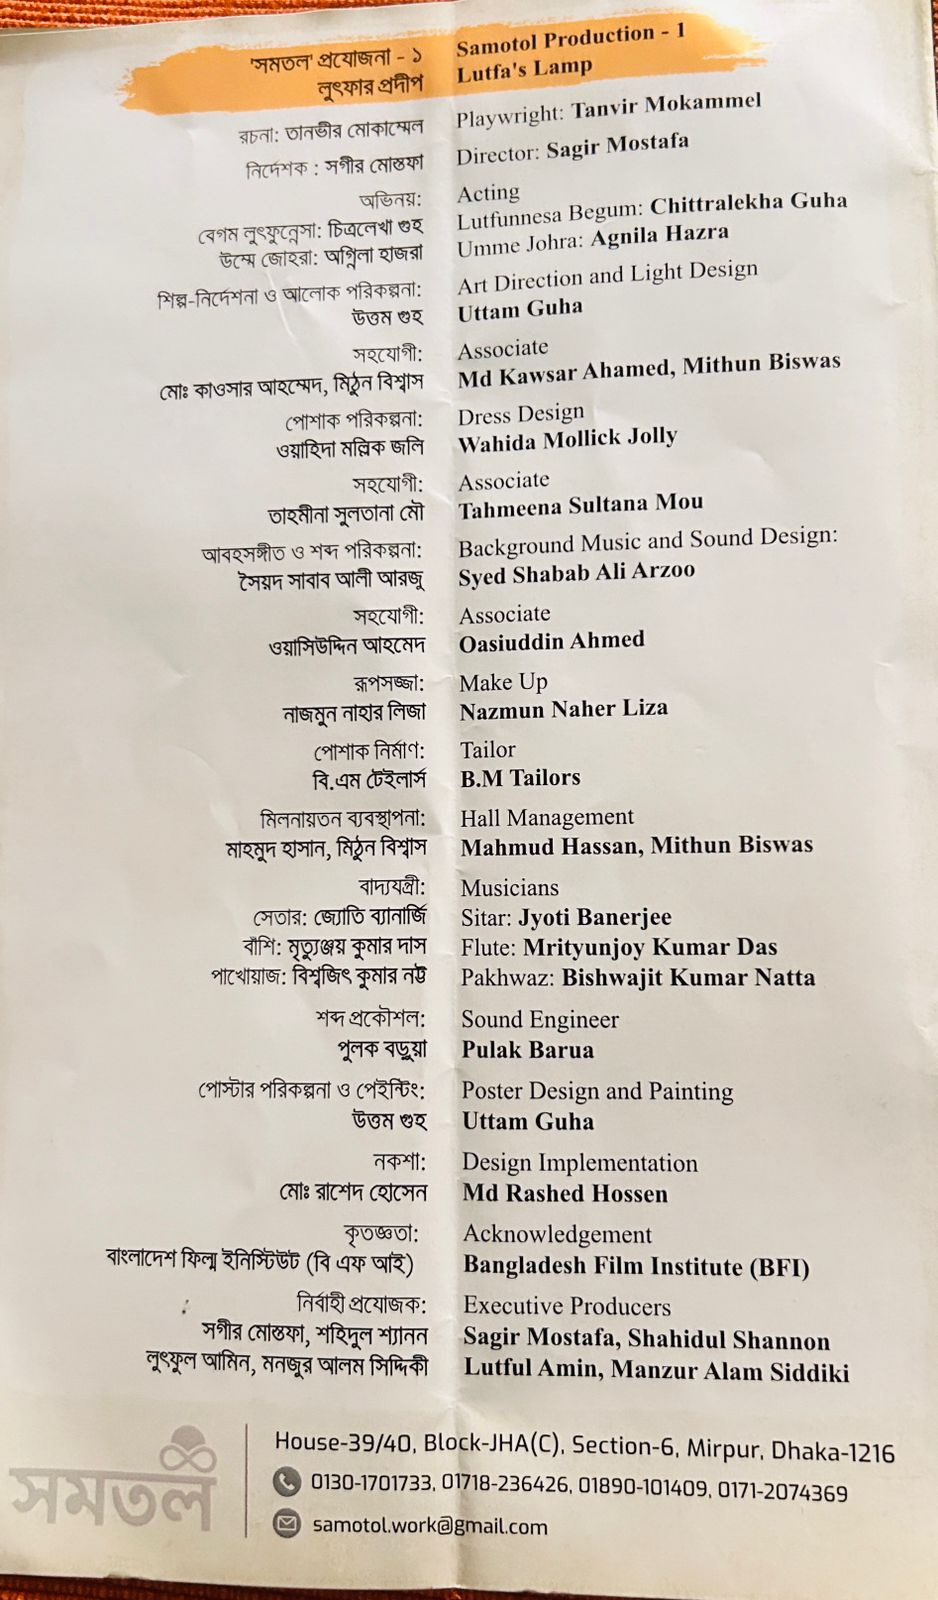 'সমতল' প্রযোজনা - ১
লুৎফার প্রদীপ
রচনা: তানভীর মোকাম্মেল
নির্দেশক : সগীর মোস্তফা
অভিনয়:
বেগম লুৎফুন্নেসা: চিত্রলেখা গুহ
উম্মে জোহরা: অগ্নিলা হাজরা
শিল্প-নির্দেশনা ও আলোক পরিকল্পনা:
উত্তম গুহ
সহযোগী:
মোঃ কাওসার আহম্মেদ, মিঠুন বিশ্বাস
পোশাক পরিকল্পনা:
ওয়াহিদা মল্লিক জলি
সহযোগী:
তাহমীনা সুলতানা মৌ
আবহসঙ্গীত ও শব্দ পরিকল্পনা:
সৈয়দ সাবাব আলী আরজু
সহযোগী:
ওয়াসিউদ্দিন আহমেদ
রূপসজ্জা:
নাজমুন নাহার লিজা
পোশাক নির্মাণ:
বি.এম টেইলার্স
মিলনায়তন ব্যবস্থাপনা:
মাহমুদ হাসান, মিঠুন বিশ্বাস
বাদ্যযন্ত্রী:
সেতার: জ্যোতি ব্যানার্জি
বাঁশি: মৃত্যুঞ্জয় কুমার দাস
পাখোয়াজ: বিশ্বজিৎ কুমার নট্ট
শব্দ প্রকৌশল:
পুলক বড়ুয়া
পোস্টার পরিকল্পনা ও পেইন্টিং:
উত্তম গুহ
নকশা:
মোঃ রাশেদ হোসেন
কৃতজ্ঞতা:
বাংলাদেশ ফিল্ম ইনিস্টিউট (বি এফ আই)
নির্বাহী প্রযোজক:
সগীর মোস্তফা, শহিদুল শ্যানন
লুৎফুল আমিন, মনজুর আলম সিদ্দিকী
Samotol Production - 1
Lutfa's Lamp
Playwright: Tanvir Mokammel
Director: Sagir Mostafa
Acting
Lutfunnesa Begum: Chittralekha Guha
Umme Johra: Agnila Hazra
Art Direction and Light Design
Uttam Guha
Associate
Md Kawsar Ahamed, Mithun Biswas
Dress Design
Wahida Mollick Jolly
Associate
Tahmeena Sultana Mou
Background Music and Sound Design:
Syed Shabab Ali Arzoo
Associate
Oasiuddin Ahmed
Make Up
Nazmun Naher Liza
Tailor
B.M Tailors
Hall Management
Mahmud Hassan, Mithun Biswas
Musicians
Sitar: Jyoti Banerjee
Flute: Mrityunjoy Kumar Das
Pakhwaz: Bishwajit Kumar Natta
Sound Engineer
Pulak Barua
Poster Design and Painting
Uttam Guha
Design Implementation
Md Rashed Hossen
Acknowledgement
Bangladesh Film Institute (BFI)
Executive Producers
Sagir Mostafa, Shahidul Shannon
Lutful Amin, Manzur Alam Siddiki
সমতল
House-39/40, Block-JHA(C), Section-6, Mirpur, Dhaka-1216
0130-1701733, 01718-236426, 01890-101409, 0171-2074369
samotol.work@gmail.com